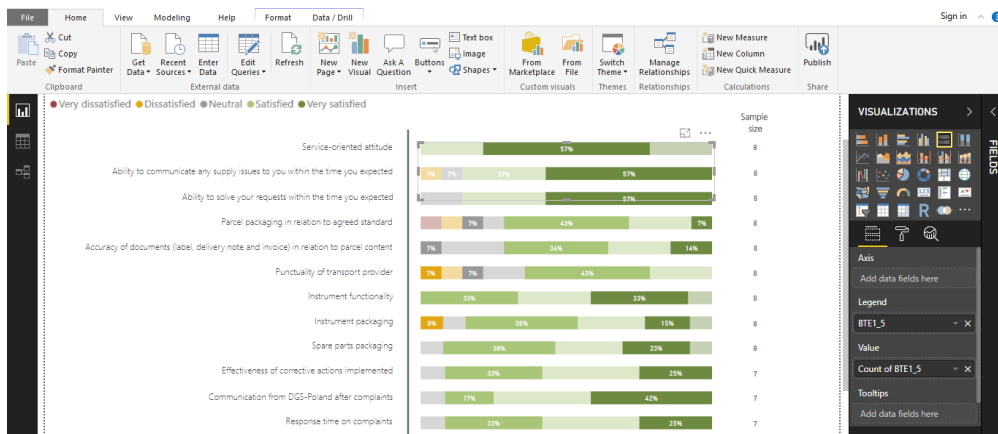 File Home View Modeling Help Format Data / Drill Sign in
Paste Cut Copy Format Painter
Get Data Recent Sources Enter Data Edit Queries Refresh
New Page New Visual Ask A Question Buttons Text box Image Shapes
From Marketplace From File Switch Theme Manage Relationships
New Measure New Column New Quick Measure Publish
Clipboard External data Insert Custom visuals Themes Relationships Calculations Share
Very dissatisfied Dissatisfied Neutral Satisfied Very satisfied
Sample size
Service-oriented attitude 57% 8
Ability to communicate any supply issues to you within the time you expected 7% 7% 29% 57% 8
Ability to solve your requests within the time you expected 57% 8
Parcel packaging in relation to agreed standard 7% 43% 7% 8
Accuracy of documents (label, delivery note and invoice) in relation to parcel content 7% 36% 14% 8
Punctuality of transport provider 7% 7% 43% 8
Instrument functionality 33% 33% 8
Instrument packaging 8% 38% 15% 8
Spare parts packaging 38% 23% 8
Effectiveness of corrective actions implemented 33% 25% 7
Communication from DGS-Poland after complaints 17% 42% 7
Response time on complaints 33% 25% 7
VISUALIZATIONS
FIELDS
R
Axis
Add data fields here
Legend
BTE1_5
Value
Count of BTE1_5
Tooltips
Add data fields here